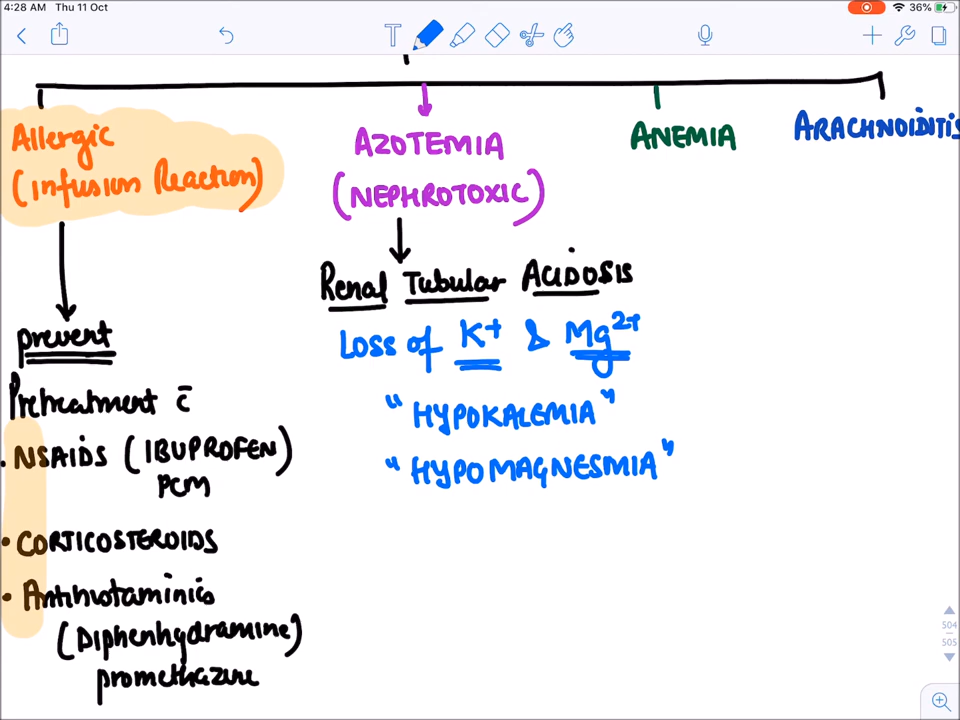 4:28 AM Thu 11 Oct
36%
T
Allergic
(Infusion Reaction)
AZOTEMIA
(NEPHROTOXIC)
ANEMIA
ARACHNOIDITIS
Renal Tubular ACIDOSIS
Loss of K+ & Mg2+
"HYPOKALEMIA"
"HYPOMAGNESMIA"
prevent
Pretreatment c̄
. NSAIDS (IBUPROFEN)
PCM
• CORTICOSTEROIDS
• Antihistaminics
(Diphenhydramine)
promethazine
504
505